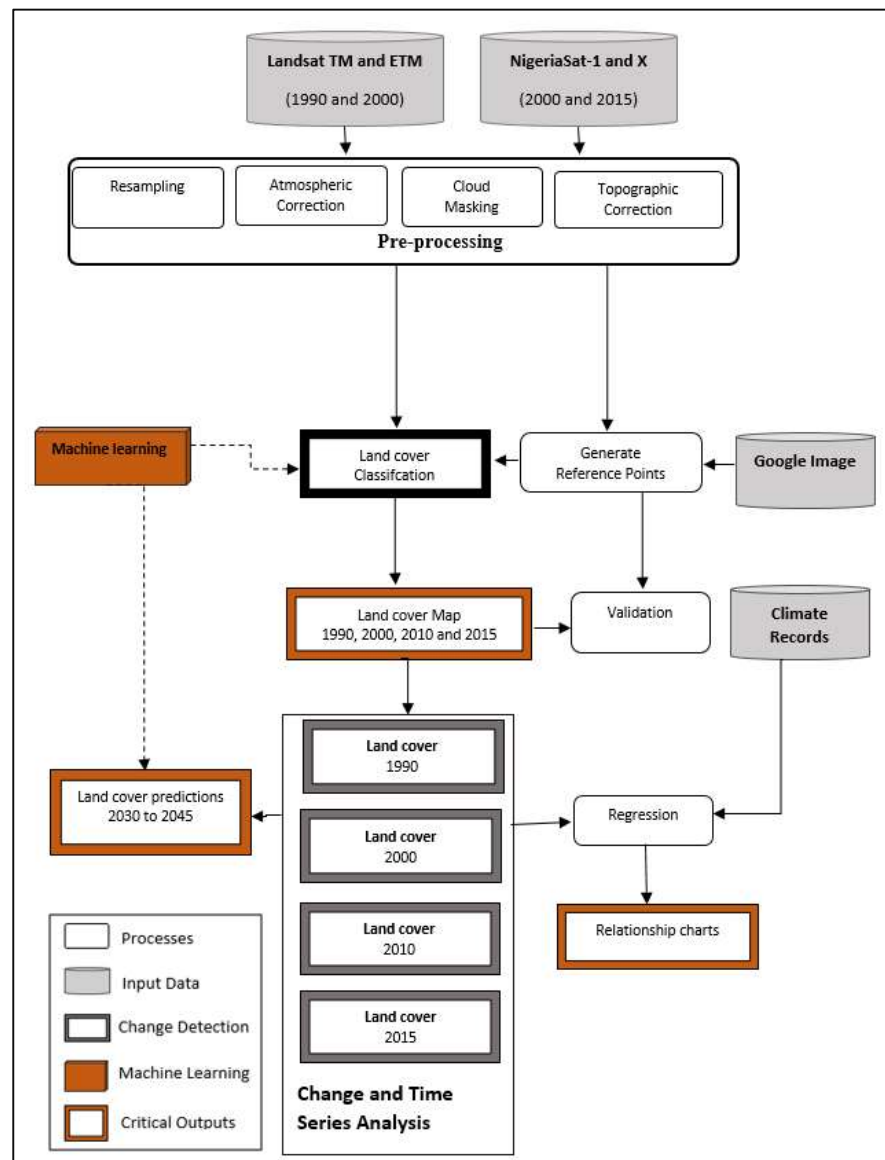 Landsat TM and ETM
(1990 and 2000)
NigeriaSat-1 and X
(2000 and 2015)
Resampling
Atmospheric
Correction
Cloud
Masking
Topographic
Correction
Pre-processing
Machine learning
Land cover
Classifcation
Generate
Reference Points
Google Image
Land cover Map
1990, 2000, 2010 and 2015
Validation
Climate
Records
Land cover
1990
Land cover predictions
2030 to 2045
Land cover
2000
Regression
Land cover
2010
Relationship charts
Land cover
2015
Change and Time
Series Analysis
Processes
Input Data
Change Detection
Machine Learning
Critical Outputs